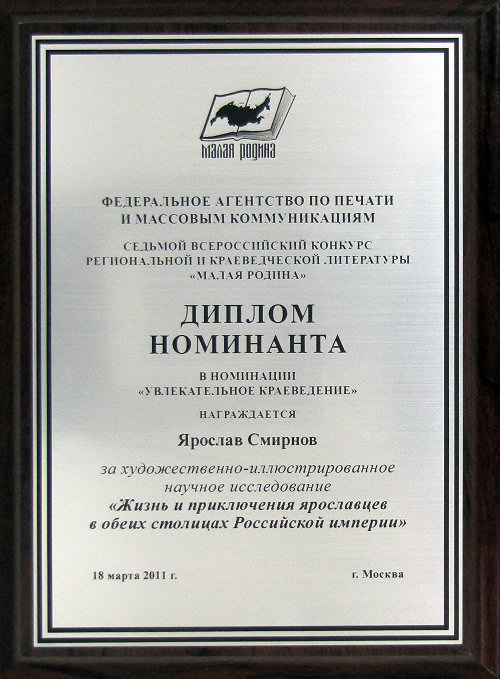 МАЛАЯ РОДИНА
ФЕДЕРАЛЬНОЕ АГЕНТСТВО ПО ПЕЧАТИ
И МАССОВЫМ КОММУНИКАЦИЯМ
СЕДЬМОЙ ВСЕРОССИЙСКИЙ КОНКУРС
РЕГИОНАЛЬНОЙ И КРАЕВЕДЧЕСКОЙ ЛИТЕРАТУРЫ
«МАЛАЯ РОДИНА»
ДИПЛОМ
НОМИНАНТА
В НОМИНАЦИИ
«УВЛЕКАТЕЛЬНОЕ КРАЕВЕДЕНИЕ»
НАГРАЖДАЕТСЯ
Ярослав Смирнов
за художественно-иллюстрированное
научное исследование
«Жизнь и приключения ярославцев
в обеих столицах Российской империи»
18 марта 2011 г. г. Москва